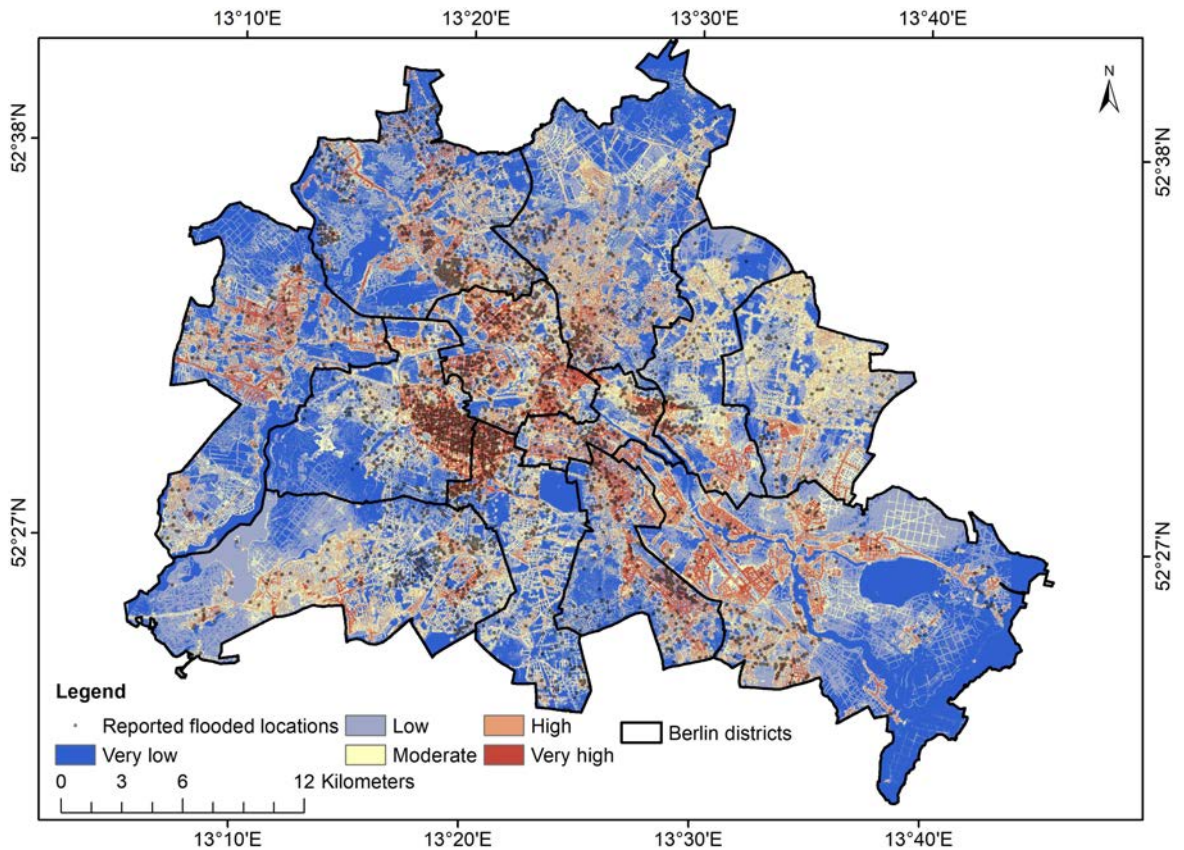 13°10'E 13°20'E 13°30'E 13°40'E
N
52°38'N 52°38'N
52°27'N 52°27'N
Legend
Reported flooded locations Low High Berlin districts
Very low Moderate Very high
0 3 6 12 Kilometers
13°10'E 13°20'E 13°30'E 13°40'E